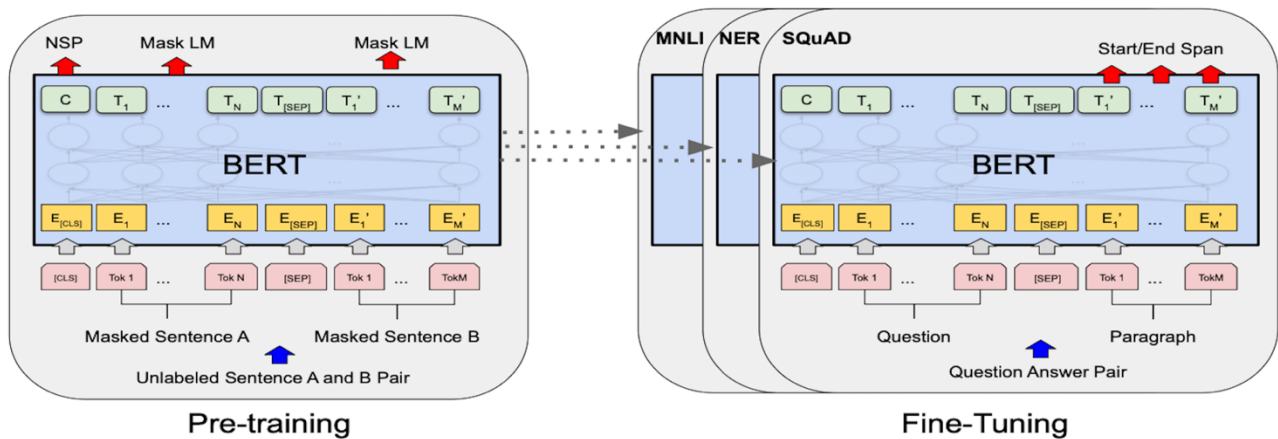 NSP Mask LM Mask LM
C T1 ... TN T[SEP] T1' ... TM'
...
BERT
...
E[CLS] E1 ... EN E[SEP] E1' ... EM'
[CLS] Tok 1 ... Tok N [SEP] Tok 1 ... TokM
Masked Sentence A Masked Sentence B
Unlabeled Sentence A and B Pair
Pre-training
MNLI NER SQuAD
Start/End Span
C T1 ... TN T[SEP] T1' ... TM'
...
BERT
...
E[CLS] E1 ... EN E[SEP] E1' ... EM'
[CLS] Tok 1 ... Tok N [SEP] Tok 1 ... TokM
Question Paragraph
Question Answer Pair
Fine-Tuning